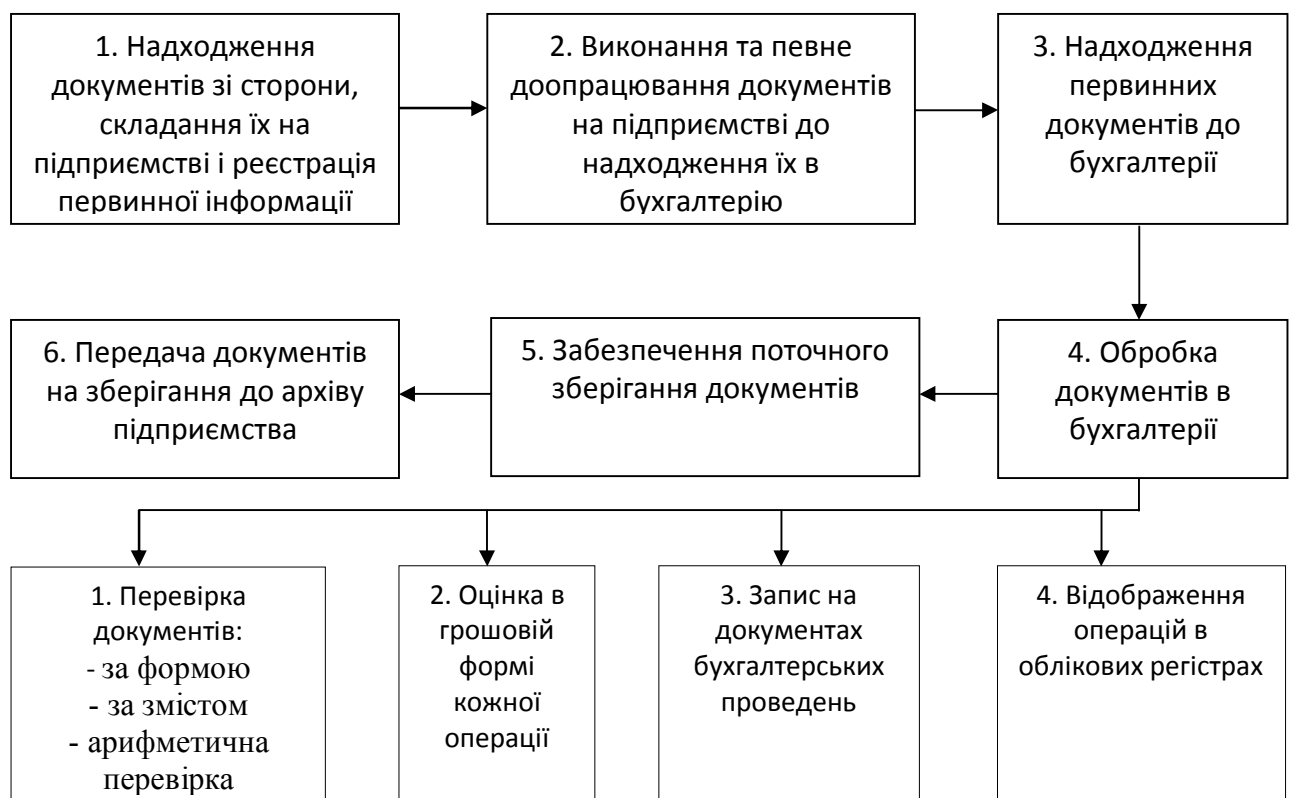 1. Надходження
документів зі сторони,
складання їх на
підприємстві і реєстрація
первинної інформації
2. Виконання та певне
доопрацювання документів
на підприємстві до
надходження їх в
бухгалтерію
3. Надходження
первинних
документів до
бухгалтерії
6. Передача документів
на зберігання до архіву
підприємства
5. Забезпечення поточного
зберігання документів
4. Обробка
документів в
бухгалтерії
1. Перевірка
документів:
- за формою
- за змістом
- арифметична
перевірка
2. Оцінка в
грошовій
формі
кожної
операції
3. Запис на
документах
бухгалтерських
проведень
4. Відображення
операцій в
облікових регістрах